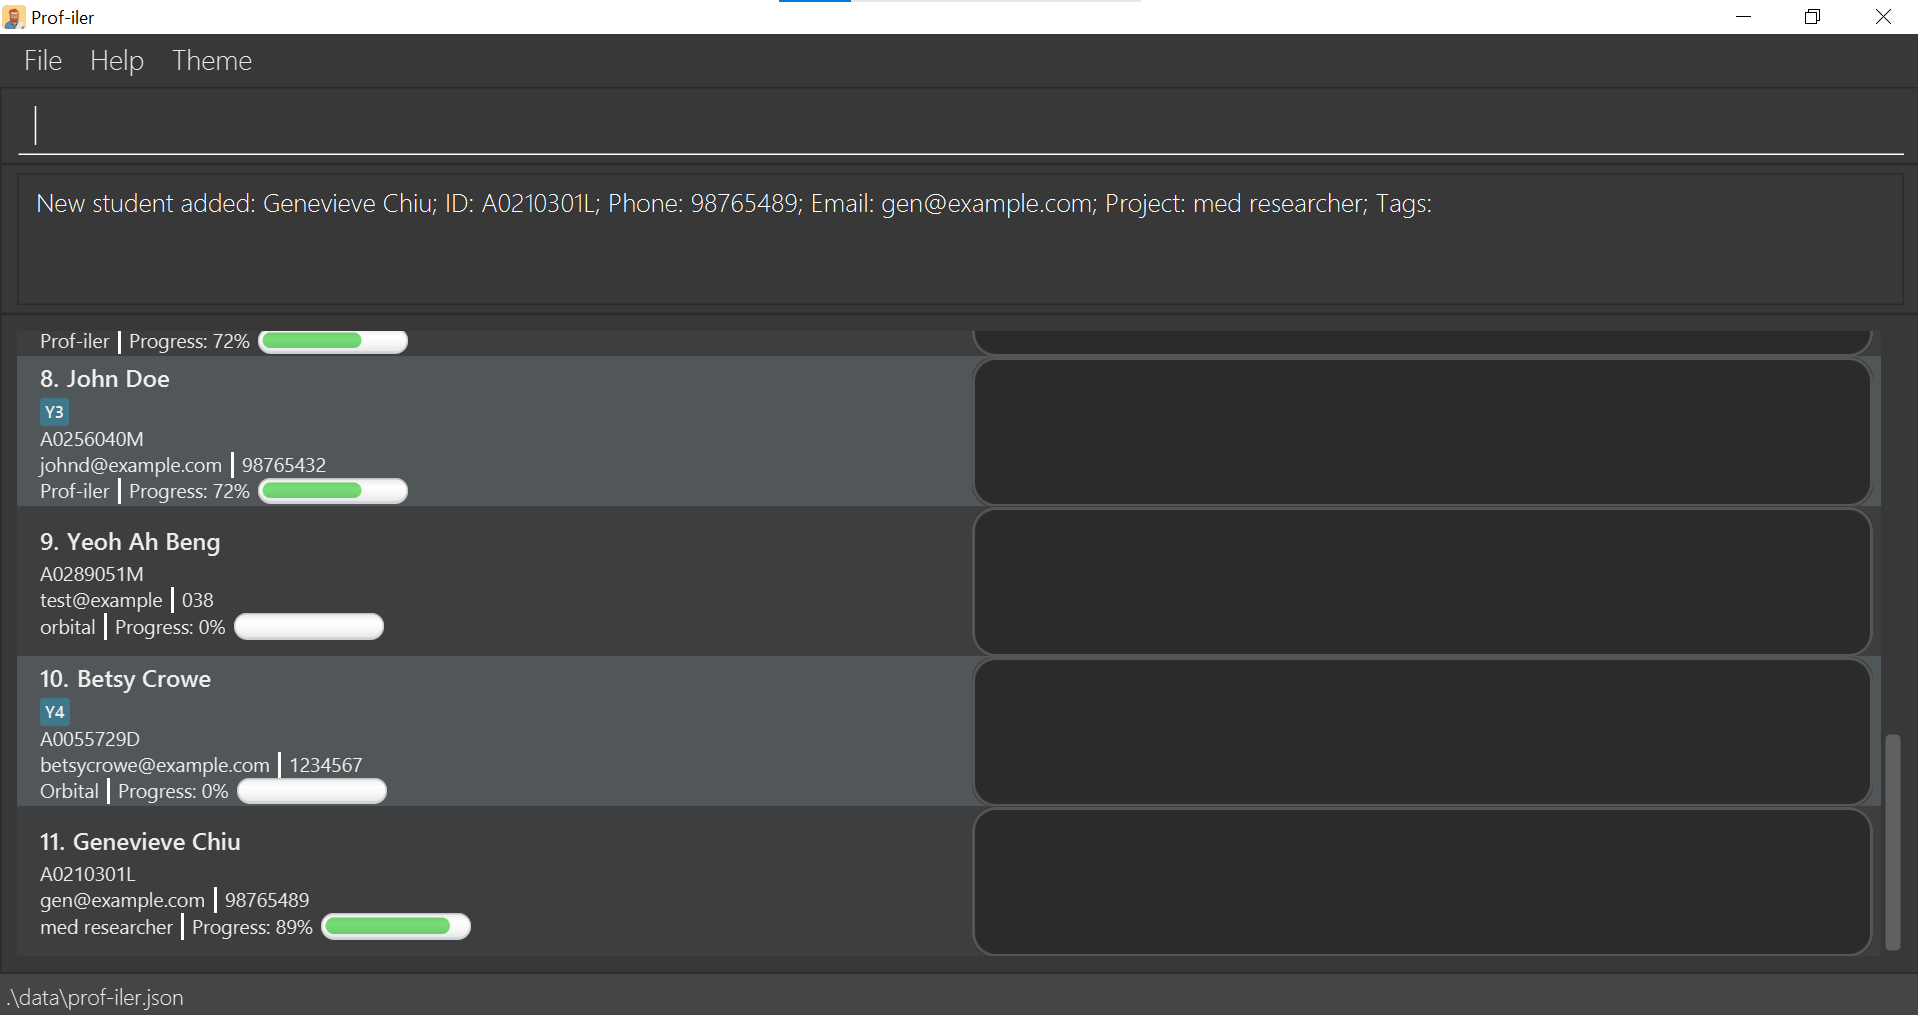 Prof-iler
File Help Theme
New student added: Genevieve Chiu; ID: A0210301L; Phone: 98765489; Email: gen@example.com; Project: med researcher; Tags:
Prof-iler | Progress: 72%
8. John Doe
Y3
A0256040M
johnd@example.com | 98765432
Prof-iler | Progress: 72%
9. Yeoh Ah Beng
A0289051M
test@example | 038
orbital | Progress: 0%
10. Betsy Crowe
Y4
A0055729D
betsycrowe@example.com | 1234567
Orbital | Progress: 0%
11. Genevieve Chiu
A0210301L
gen@example.com | 98765489
med researcher | Progress: 89%
.\data\prof-iler.json